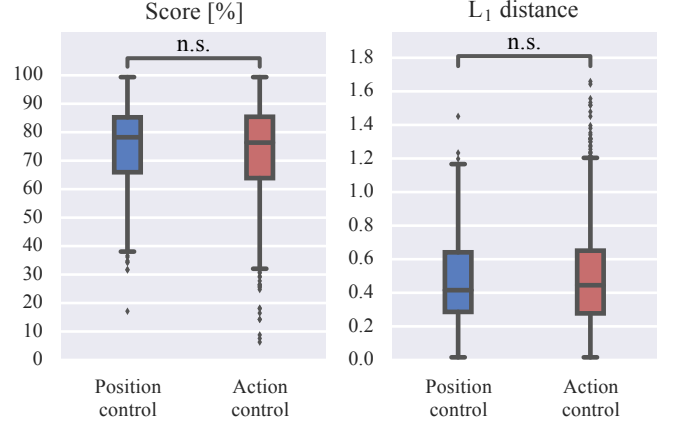 Score [%]
n.s.
100
90
80
70
60
50
40
30
20
10
0
Position
control
Action
control
L₁ distance
n.s.
1.8
1.6
1.4
1.2
1.0
0.8
0.6
0.4
0.2
0.0
Position
control
Action
control